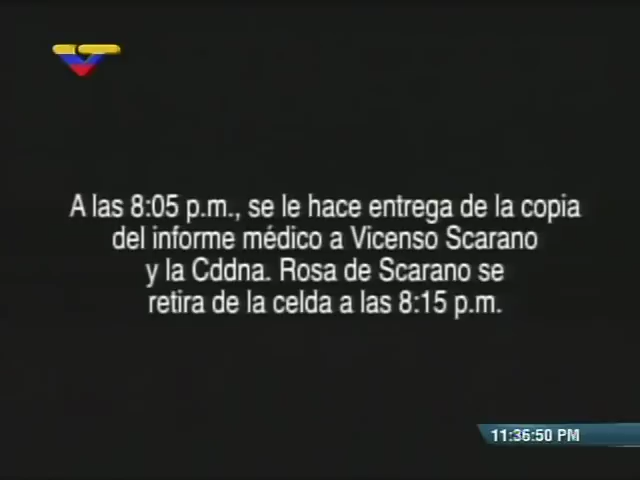 A las 8:05 p.m., se le hace entrega de la copia
del informe médico a Vicenso Scarano
y la Cddna. Rosa de Scarano se
retira de la celda a las 8:15 p.m.
11:36:50 PM